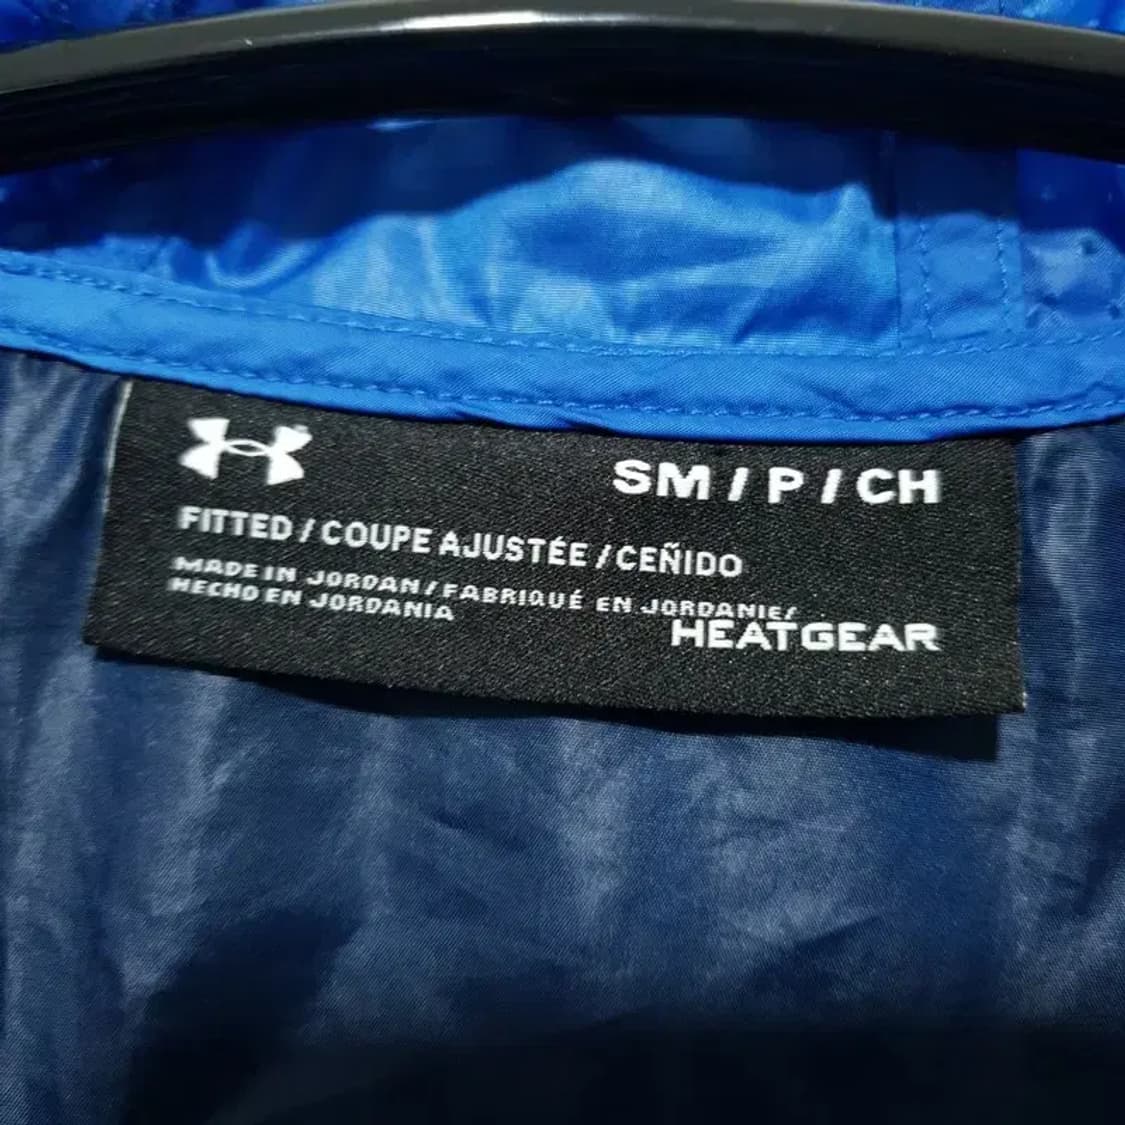 SM / P / CH
FITTED / COUPE AJUSTÉE / CEÑIDO
MADE IN JORDAN / FABRIQUÉ EN JORDANIE/
HECHO EN JORDANIA
HEATGEAR